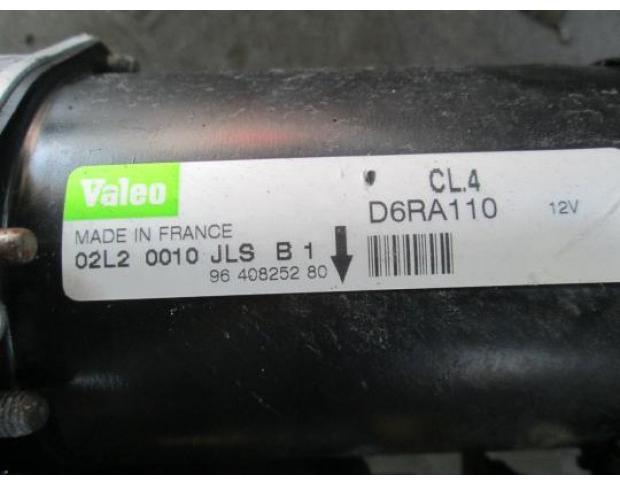 Valeo
MADE IN FRANCE
02L2 0010 JLS B 1
96 408252 80
CL.4
D6RA110 12V